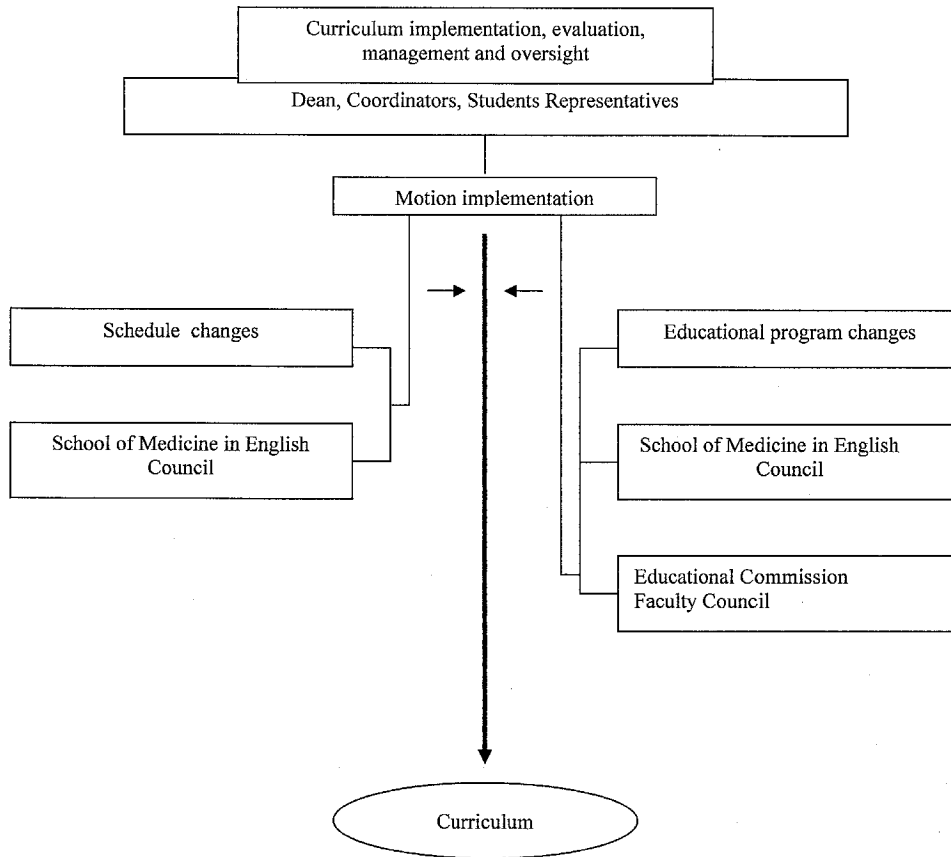 Curriculum implementation, evaluation,
management and oversight
Dean, Coordinators, Students Representatives
Motion implementation
Schedule changes
School of Medicine in English
Council
Educational program changes
School of Medicine in English
Council
Educational Commission
Faculty Council
Curriculum